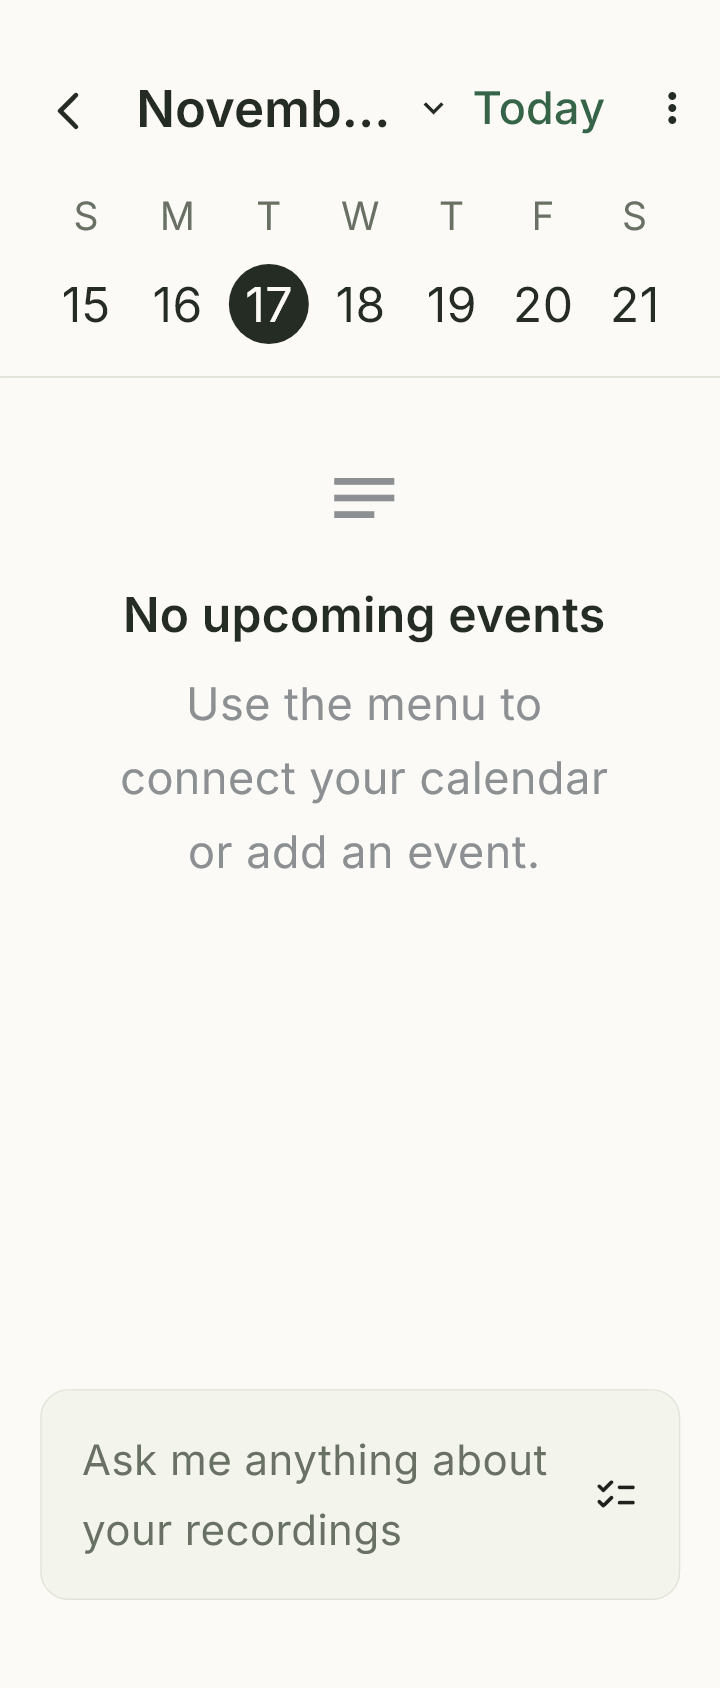 Novemb... Today
S M T W T F S
15 16 17 18 19 20 21
No upcoming events
Use the menu to
connect your calendar
or add an event.
Ask me anything about
your recordings